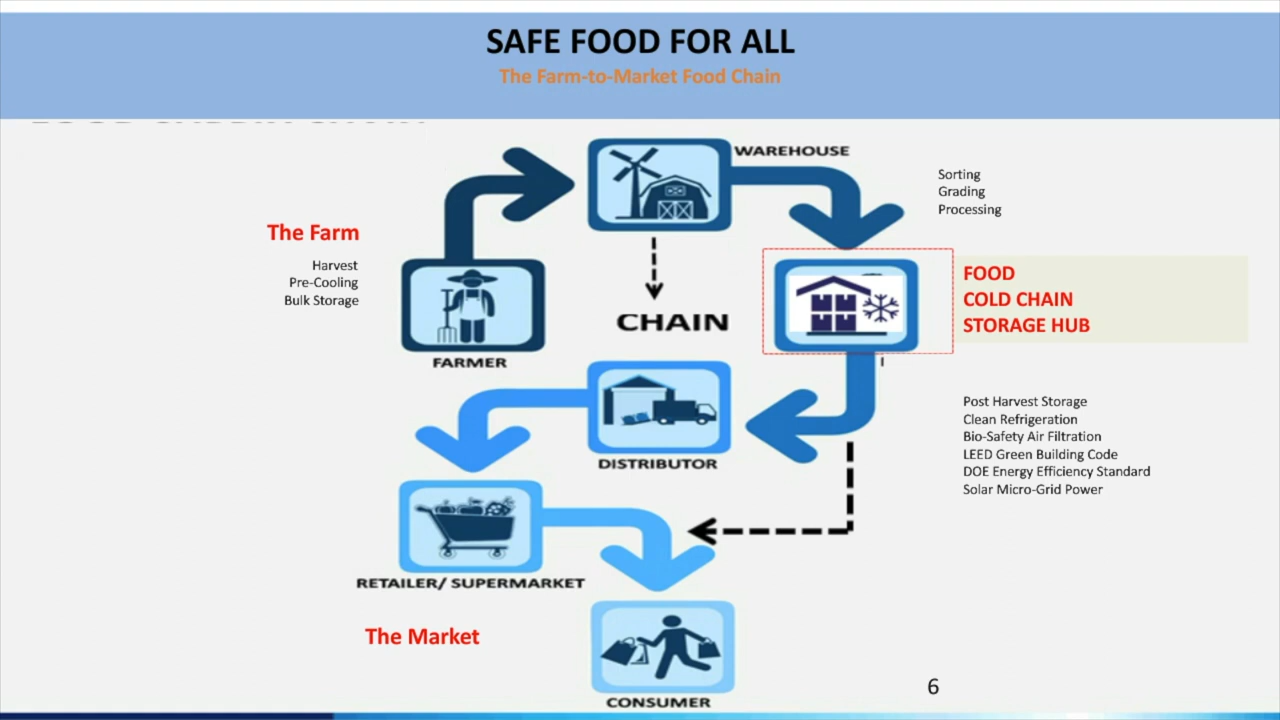 SAFE FOOD FOR ALL
The Farm-to-Market Food Chain
WAREHOUSE
Sorting
Grading
Processing
The Farm
Harvest
Pre-Cooling
Bulk Storage
FARMER
CHAIN
FOOD
COLD CHAIN
STORAGE HUB
DISTRIBUTOR
Post Harvest Storage
Clean Refrigeration
Bio-Safety Air Filtration
LEED Green Building Code
DOE Energy Efficiency Standard
Solar Micro-Grid Power
RETAILER/ SUPERMARKET
The Market
CONSUMER
6